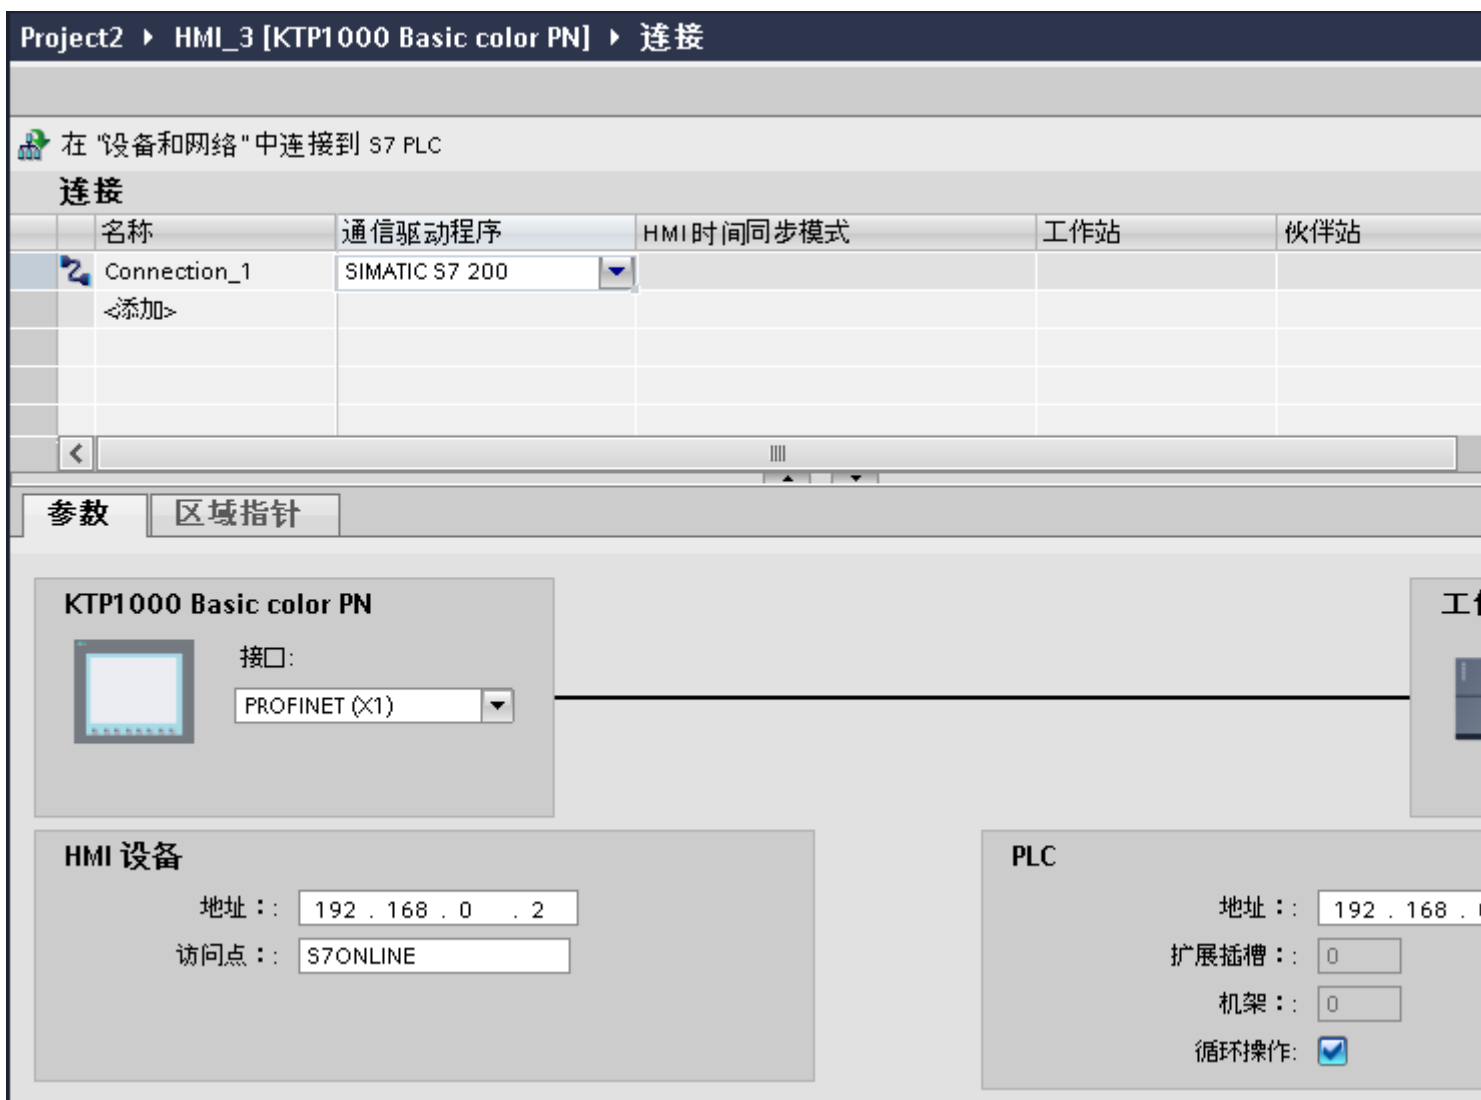 Project2 ▸ HMI_3 [KTP1000 Basic color PN] ▸ 连接
在 "设备和网络" 中连接到 S7 PLC
连接
名称 通信驱动程序 HMI时间同步模式 工作站 伙伴站
Connection_1 SIMATIC S7 200
<添加>
参数 区域指针
KTP1000 Basic color PN 工
接口:
PROFINET (X1)
HMI 设备 PLC
地址：: 192 . 168 . 0 . 2 地址：: 192 . 168 .
访问点：: S7ONLINE 扩展插槽：: 0
机架：: 0
循环操作: